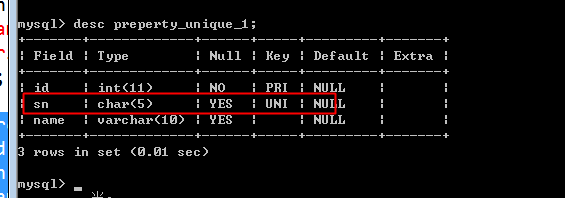 mysql> desc preperty_unique_1;
+-------+-------------+------+-----+---------+-------+
| Field | Type | Null | Key | Default | Extra |
+-------+-------------+------+-----+---------+-------+
| id | int(11) | NO | PRI | NULL | |
| sn | char(5) | YES | UNI | NULL | |
| name | varchar(10) | YES | | NULL | |
+-------+-------------+------+-----+---------+-------+
3 rows in set (0.01 sec)
mysql> _